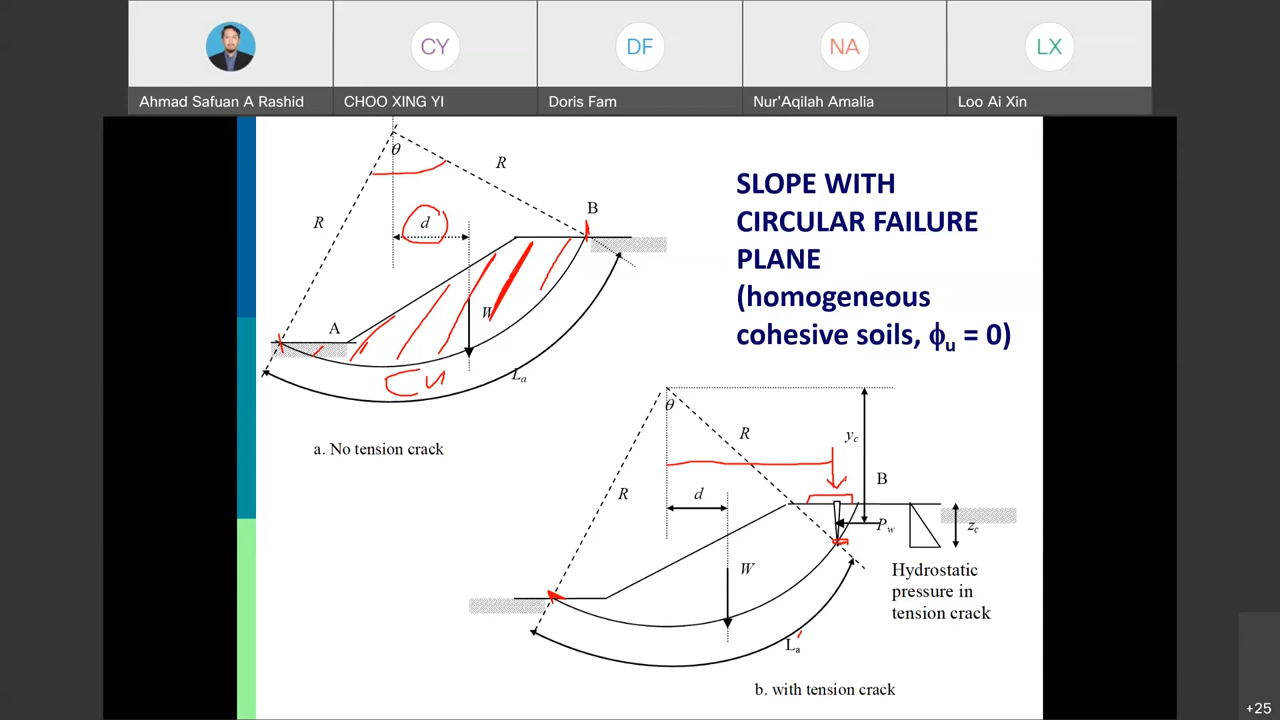 CY
DF
NA
LX
Ahmad Safuan A Rashid
CHOO XING YI
Doris Fam
Nur'Aqilah Amalia
Loo Ai Xin
θ
R
R
d
B
A
W
Cu
La
a. No tension crack
SLOPE WITH
CIRCULAR FAILURE
PLANE
(homogeneous
cohesive soils, ϕu = 0)
θ
R
yc
B
R
d
Pw
zc
W
Hydrostatic
pressure in
tension crack
La'
b. with tension crack
+25